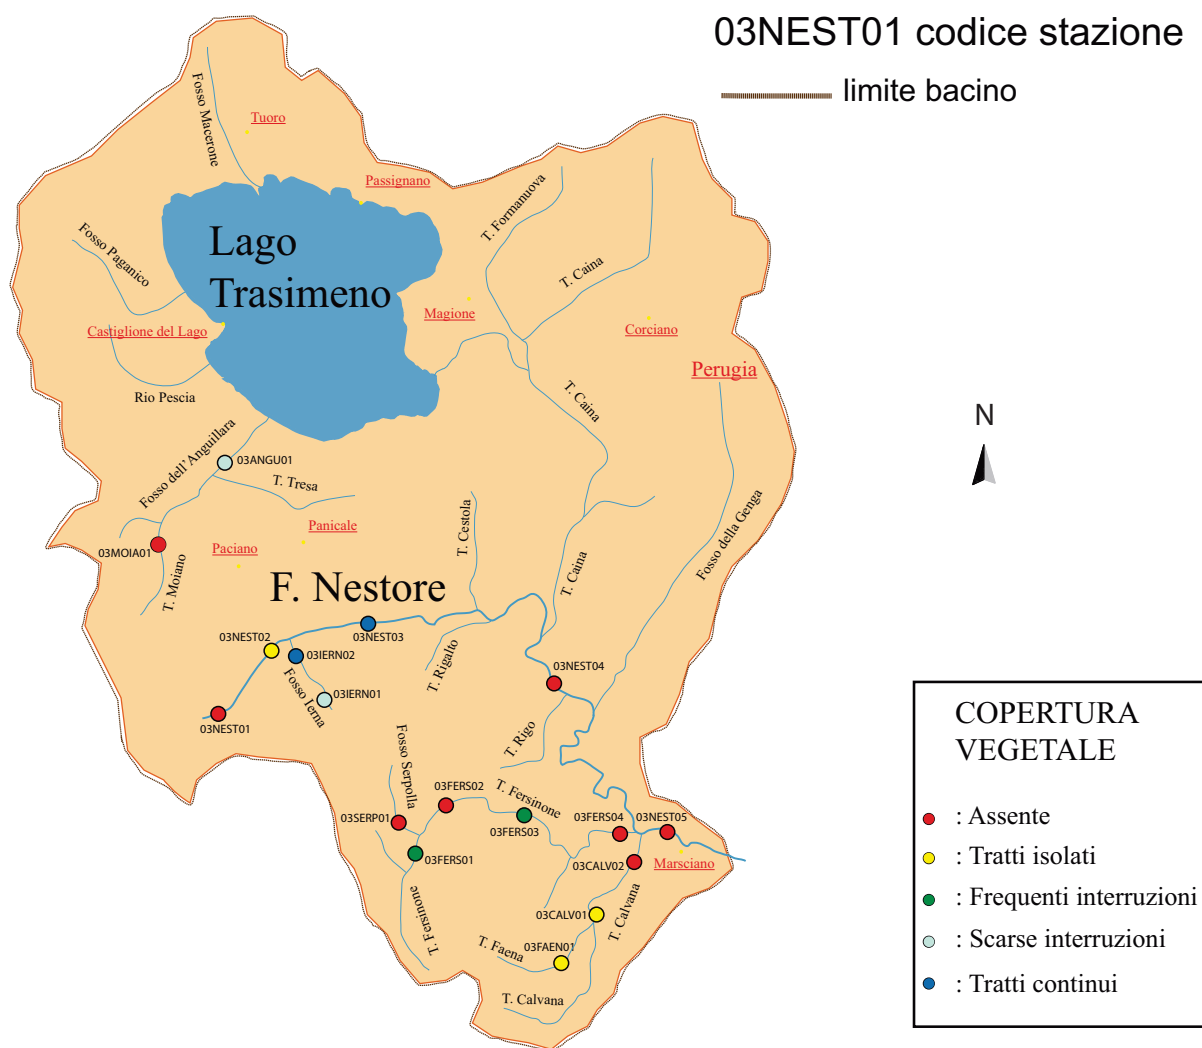 03NEST01 codice stazione
limite bacino
Fosso Macerone
Tuoro
Passignano
T. Formanuova
Fosso Paganico
Lago
Trasimeno
T. Caina
Magione
Castiglione del Lago
Corciano
Perugia
Rio Pescia
T. Caina
N
Fosso dell'Anguillara
03ANGU01
T. Tresa
T. Cestola
Fosso della Genga
Panicale
03MOIA01
Paciano
T. Moiano
T. Caina
F. Nestore
03NEST02
03NEST03
03IERN02
T. Rigalto
03NEST04
Fosso Ierna
03IERN01
03NEST01
T. Rigo
Fosso Serpolla
03FERS02
T. Fersinone
03SERP01
03FERS03
03FERS04
03NEST05
03FERS01
03CALV02
Marsciano
T. Fersinone
03CALV01
T. Calvana
T. Faena
03FAEN01
T. Calvana
COPERTURA
VEGETALE
: Assente
: Tratti isolati
: Frequenti interruzioni
: Scarse interruzioni
: Tratti continui